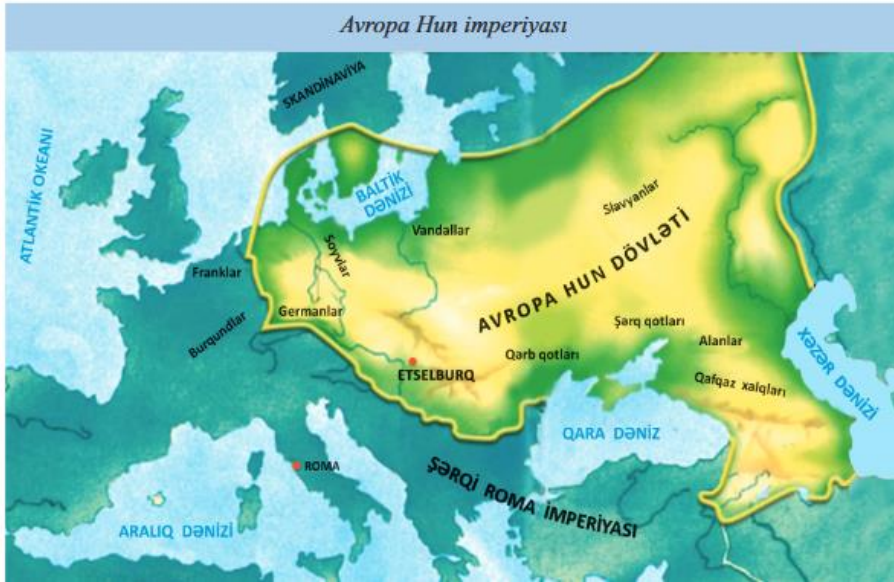 Avropa Hun imperiyası
SKANDİNAVİYA
ATLANTİK OKEANI
BALTİK
DƏNİZİ
Slavyanlar
Vandallar
Soyvlar
Franklar
AVROPA HUN DÖVLƏTİ
Germanlar
Burqundlar
Şərq qotları
Alanlar
Qərb qotları
ETSELBURQ
Qafqaz xalqları
XƏZƏR DƏNİZİ
QARA DƏNİZ
ROMA
ŞƏRQİ ROMA İMPERİYASI
ARALIQ DƏNİZİ